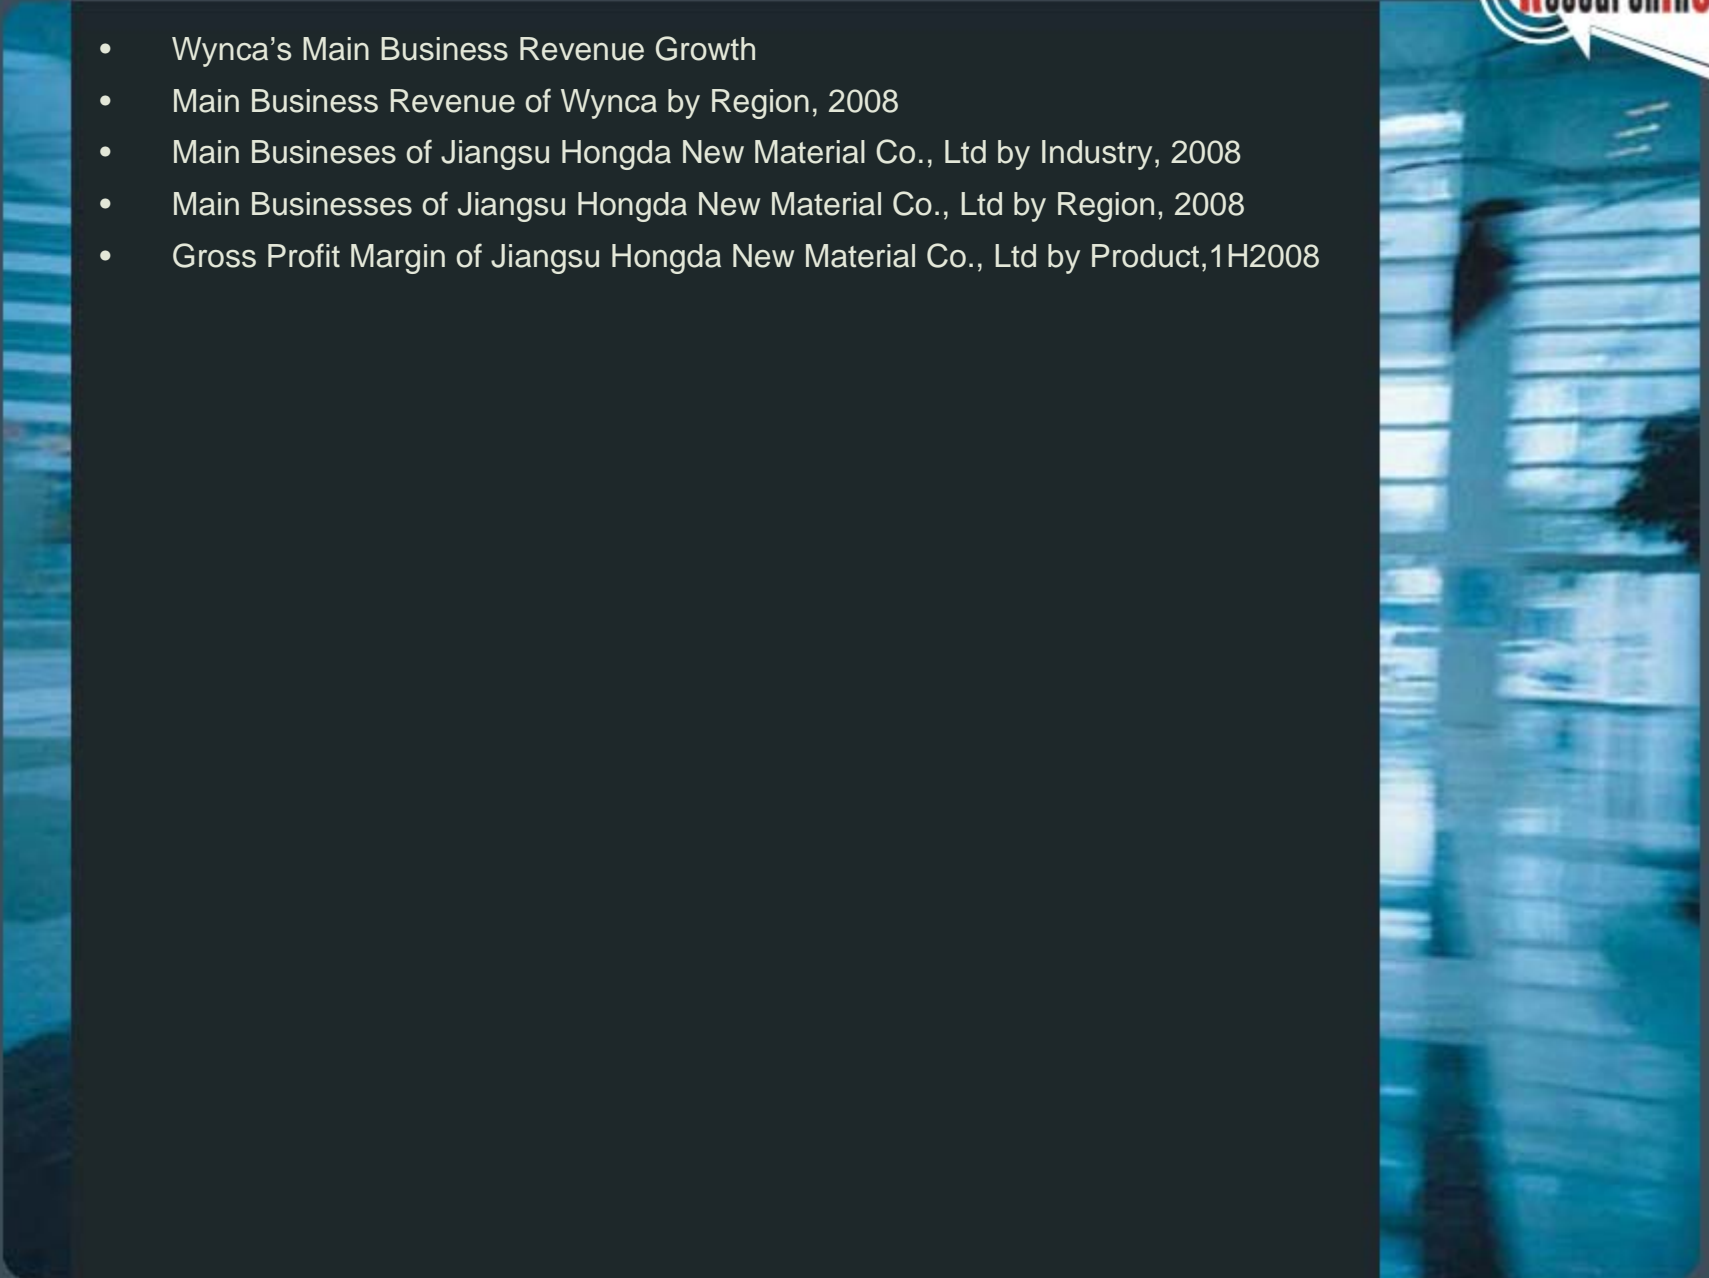 • Wynca’s Main Business Revenue Growth
• Main Business Revenue of Wynca by Region, 2008
• Main Busineses of Jiangsu Hongda New Material Co., Ltd by Industry, 2008
• Main Businesses of Jiangsu Hongda New Material Co., Ltd by Region, 2008
• Gross Profit Margin of Jiangsu Hongda New Material Co., Ltd by Product,1H2008